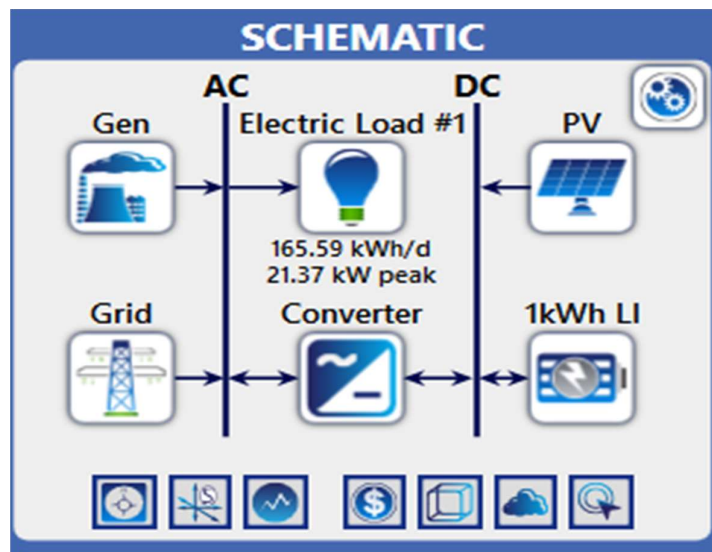 SCHEMATIC
AC DC
Gen Electric Load #1 PV
165.59 kWh/d
21.37 kW peak
Grid Converter 1kWh LI